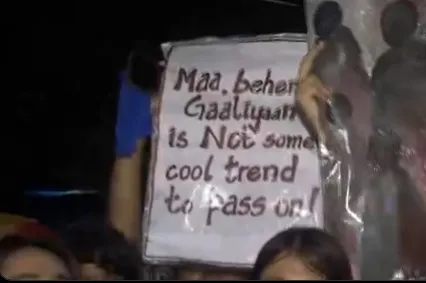 Maa, behen
Gaaliyaan
is Not some
cool trend
to pass on!